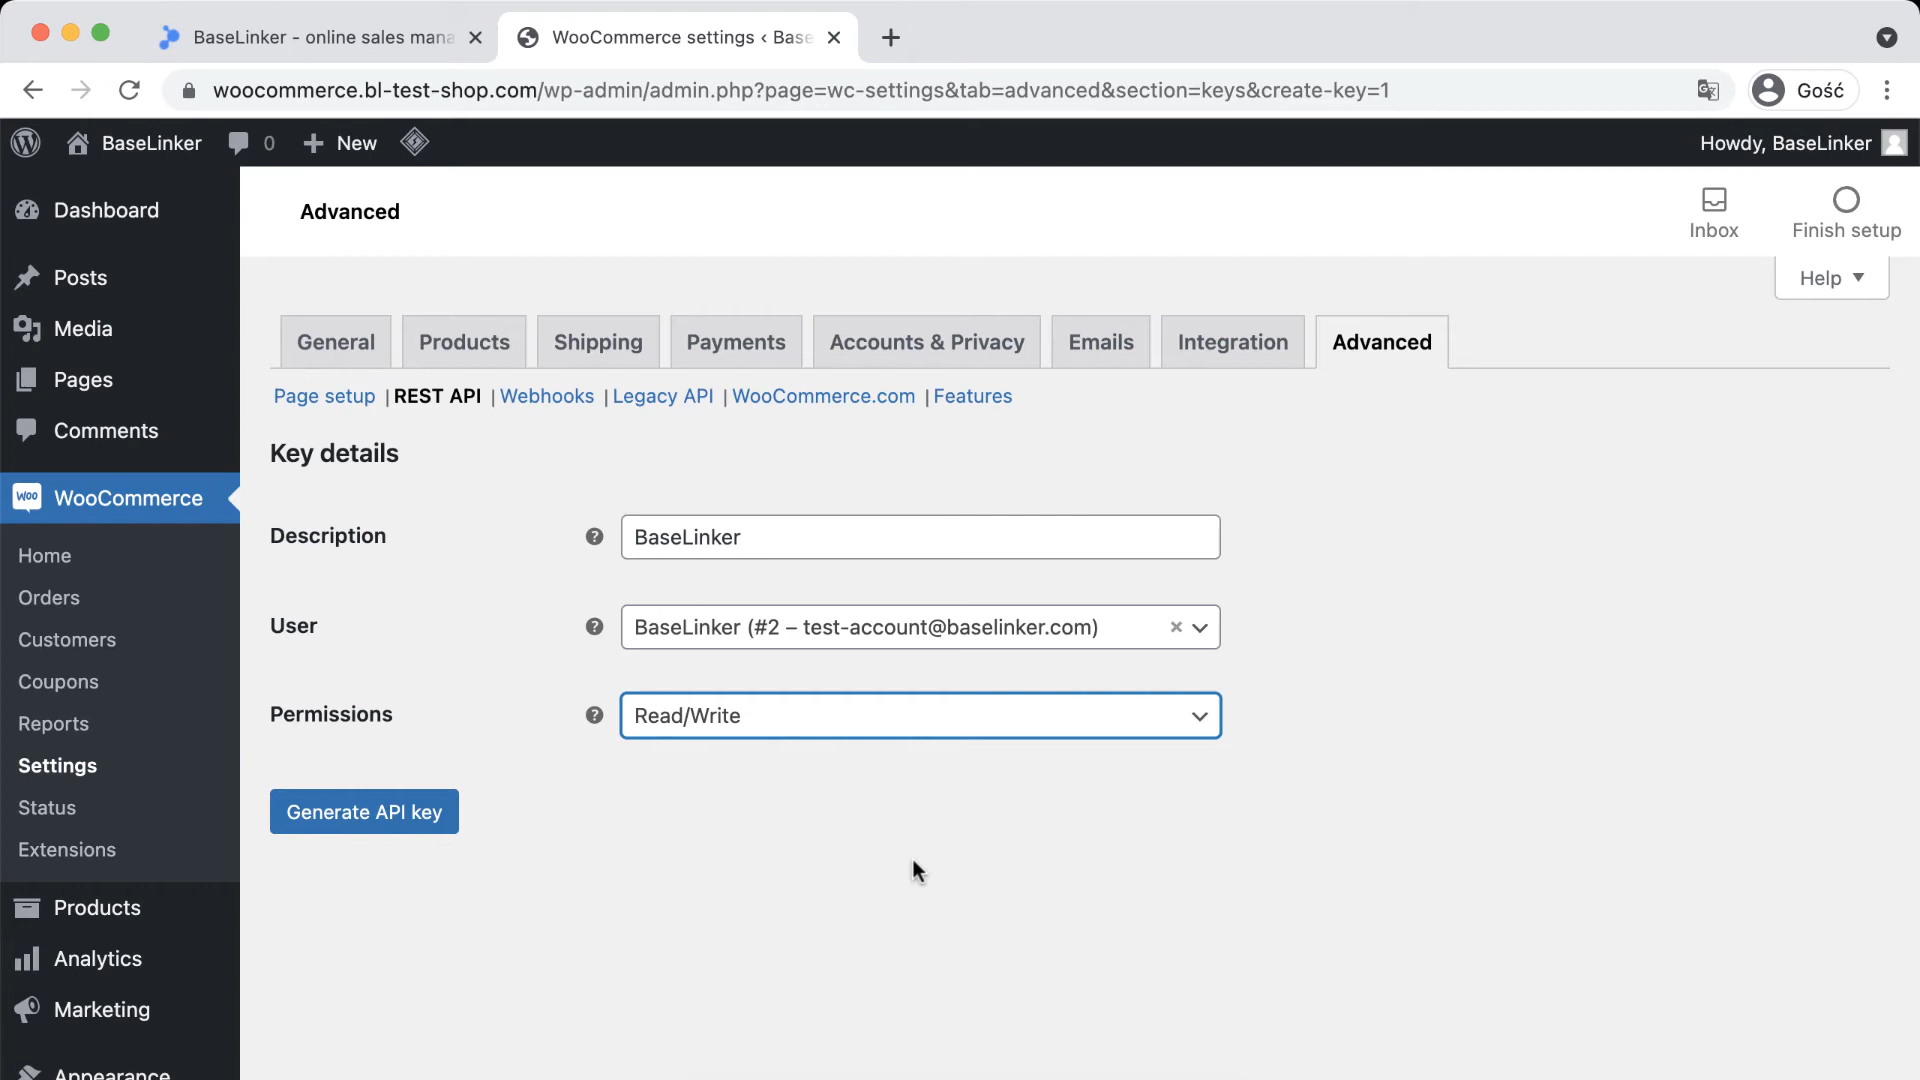 BaseLinker - online sales mana
WooCommerce settings ‹ Base
woocommerce.bl-test-shop.com/wp-admin/admin.php?page=wc-settings&tab=advanced&section=keys&create-key=1
Gość
BaseLinker
0
New
Howdy, BaseLinker
Dashboard
Posts
Media
Pages
Comments
woo
WooCommerce
Home
Orders
Customers
Coupons
Reports
Settings
Status
Extensions
Products
Analytics
Marketing
Appearance
Advanced
Inbox
Finish setup
Help
General
Products
Shipping
Payments
Accounts & Privacy
Emails
Integration
Advanced
Page setup | REST API | Webhooks | Legacy API | WooCommerce.com | Features
Key details
Description
BaseLinker
User
BaseLinker (#2 – test-account@baselinker.com)
Permissions
Read/Write
Generate API key